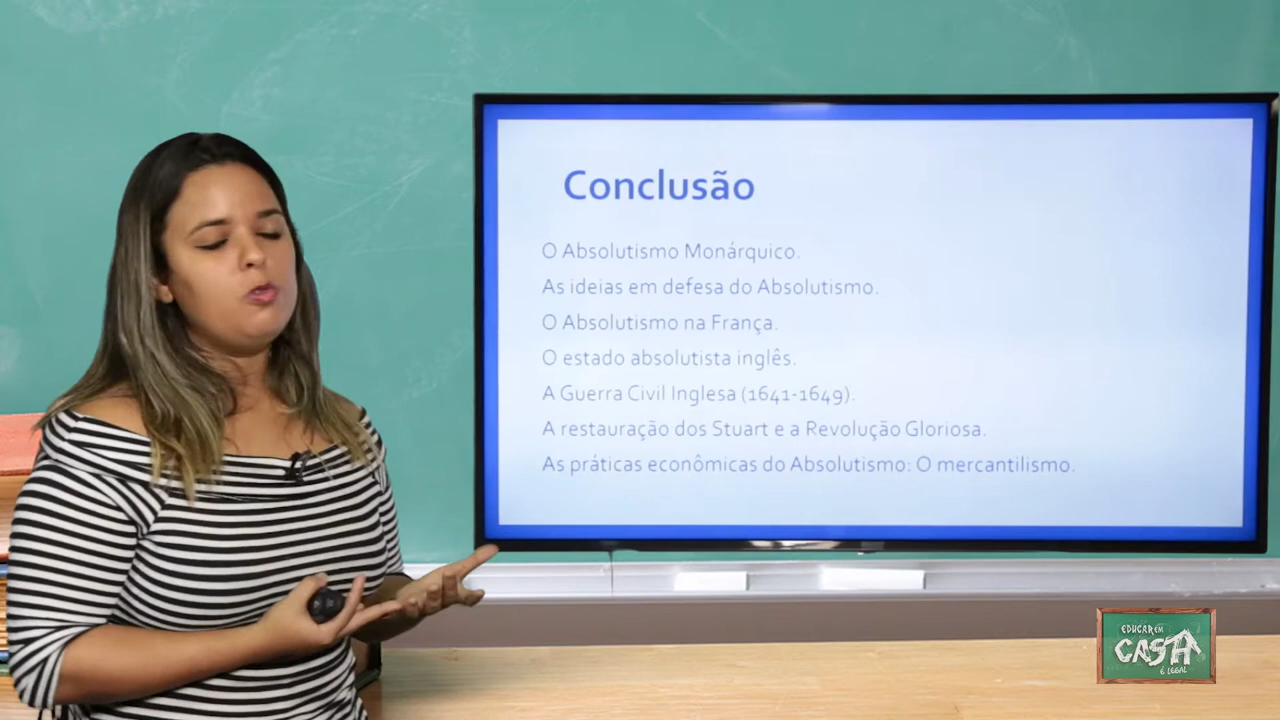 Conclusão
O Absolutismo Monárquico.
As ideias em defesa do Absolutismo.
O Absolutismo na França.
O estado absolutista inglês.
A Guerra Civil Inglesa (1641-1649).
A restauração dos Stuart e a Revolução Gloriosa.
As práticas econômicas do Absolutismo: O mercantilismo.
EDUCAR EM
CASA
É LEGAL